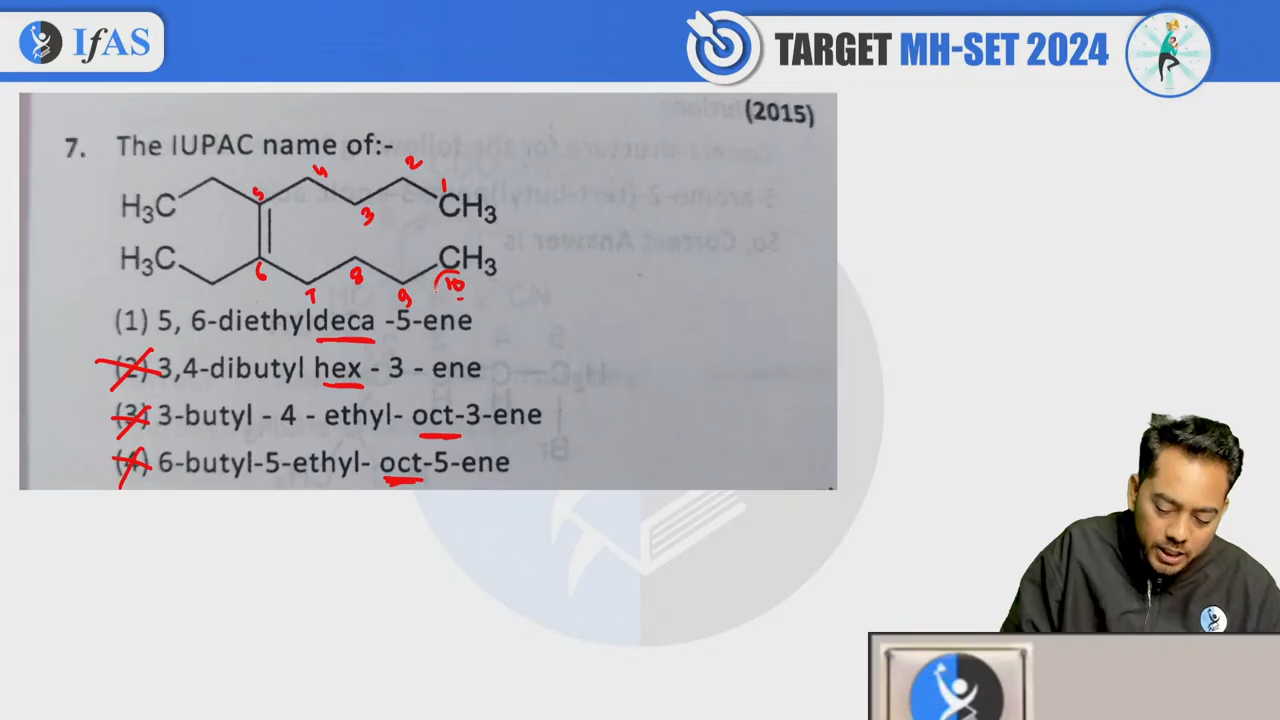 IfAS
TARGET MH-SET 2024
(2015)
7. The IUPAC name of:-
H₃C
CH₃
H₃C
CH₃
5 4 3 2 1
6 7 8 9 10
(1) 5, 6-diethyldeca -5-ene
(2) 3,4-dibutyl hex - 3 - ene
(3) 3-butyl - 4 - ethyl- oct-3-ene
(4) 6-butyl-5-ethyl- oct-5-ene